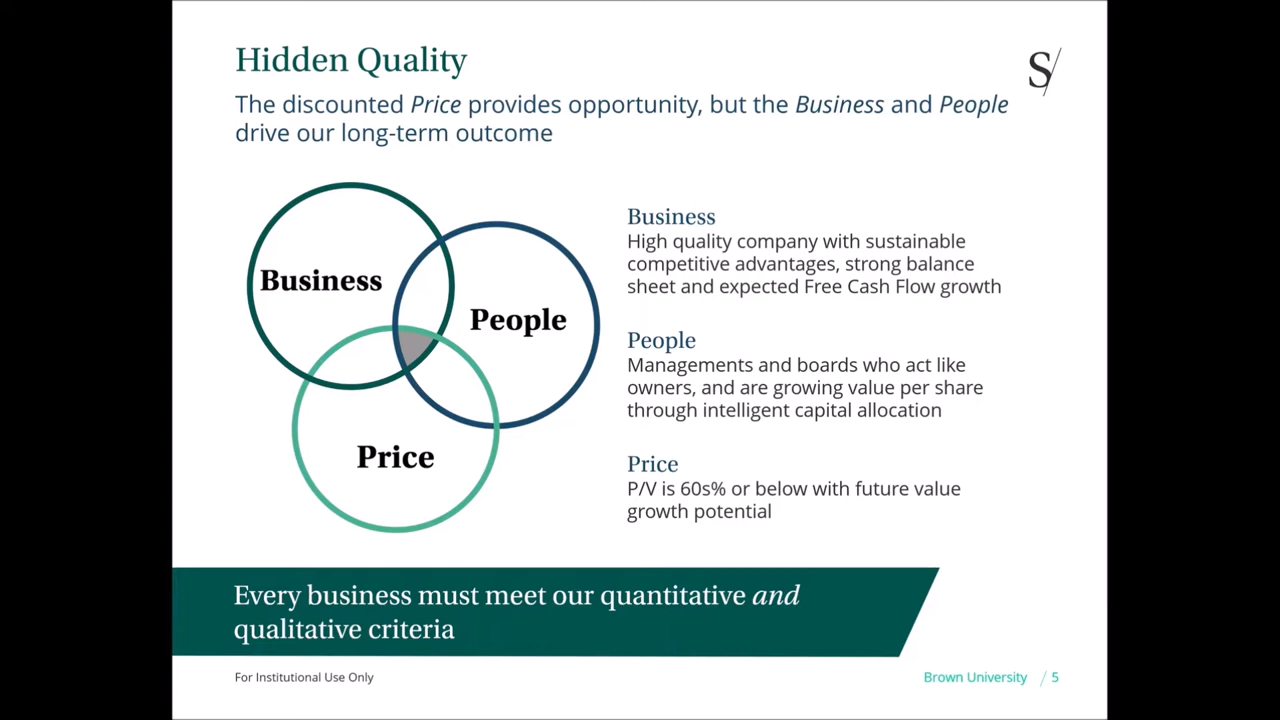 Hidden Quality
S/
The discounted Price provides opportunity, but the Business and People
drive our long-term outcome
Business
People
Price
Business
High quality company with sustainable
competitive advantages, strong balance
sheet and expected Free Cash Flow growth
People
Managements and boards who act like
owners, and are growing value per share
through intelligent capital allocation
Price
P/V is 60s% or below with future value
growth potential
Every business must meet our quantitative and
qualitative criteria
For Institutional Use Only
Brown University / 5